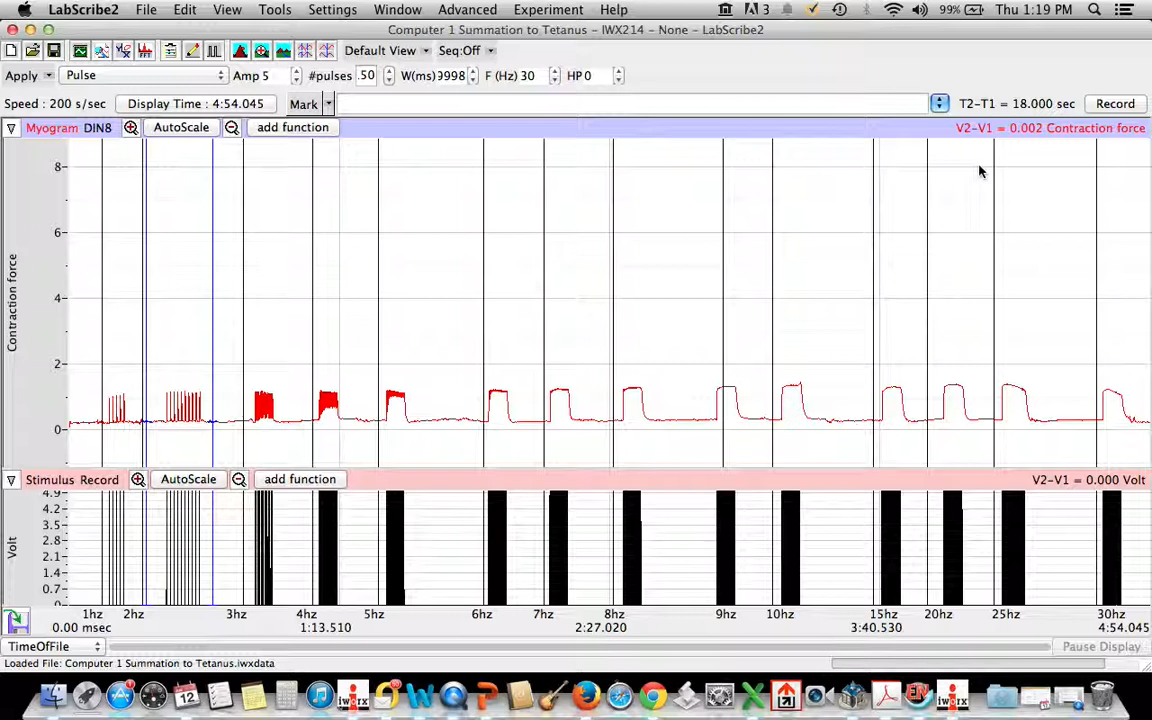 LabScribe2 File Edit View Tools Settings Window Advanced Experiment Help 3 99% Thu 1:19 PM
Computer 1 Summation to Tetanus - IWX214 - None - LabScribe2
Default View Seq:Off
Apply Pulse Amp 5 #pulses 50 W(ms) 9998 F (Hz) 30 HP 0
Speed : 200 s/sec Display Time : 4:54.045 Mark T2-T1 = 18.000 sec Record
Myogram DIN8 AutoScale add function V2-V1 = 0.002 Contraction force
8
6
4
2
0
Contraction force
Stimulus Record AutoScale add function V2-V1 = 0.000 Volt
4.9
4.2
3.5
2.8
2.1
1.4
0.7
Volt
1hz 2hz 3hz 4hz 5hz 6hz 7hz 8hz 9hz 10hz 15hz 20hz 25hz 30hz
0.00 msec 1:13.510 2:27.020 3:40.530 4:54.045
TimeOfFile Pause Display
Loaded File: Computer 1 Summation to Tetanus.iwxdata